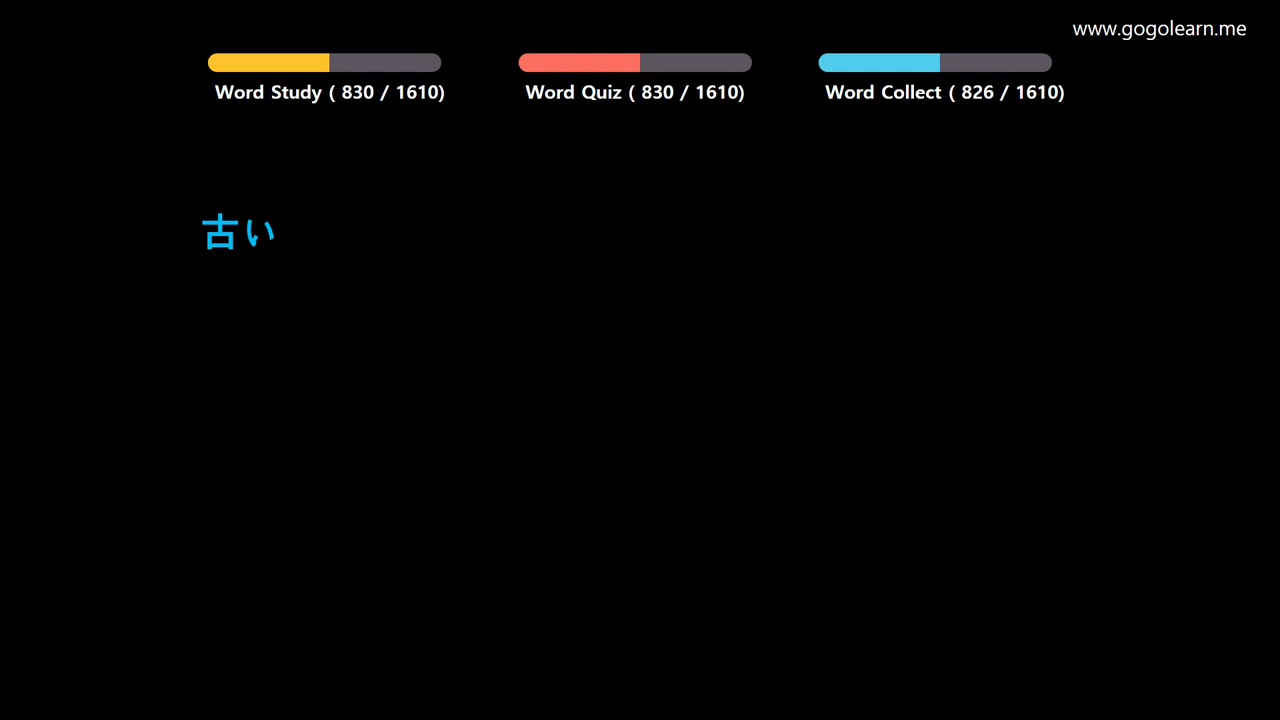 www.gogolearn.me
Word Study ( 830 / 1610)
Word Quiz ( 830 / 1610)
Word Collect ( 826 / 1610)
古い